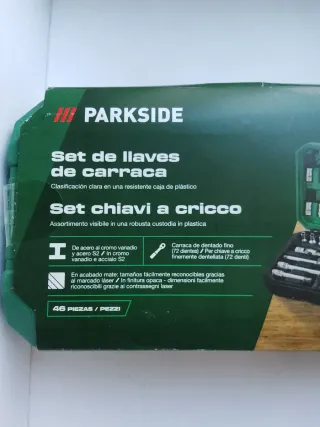 PARKSIDE
Set de llaves
de carraca
Clasificación clara en una resistente caja de plástico
Set chiavi a cricco
Assortimento visibile in una robusta custodia in plastica
De acero al cromo vanadio
y acero S2 // In cromo
vanadio e acciaio S2
Carraca de dentado fino
(72 dientes) // Per chiave a cricco
finemente dentellata (72 denti)
En acabado mate: tamaños fácilmente reconocibles gracias
al marcado láser // In finitura opaca - dimensioni facilmente
riconoscibili grazie al contrassegni laser
46 PIEZAS / PEZZI